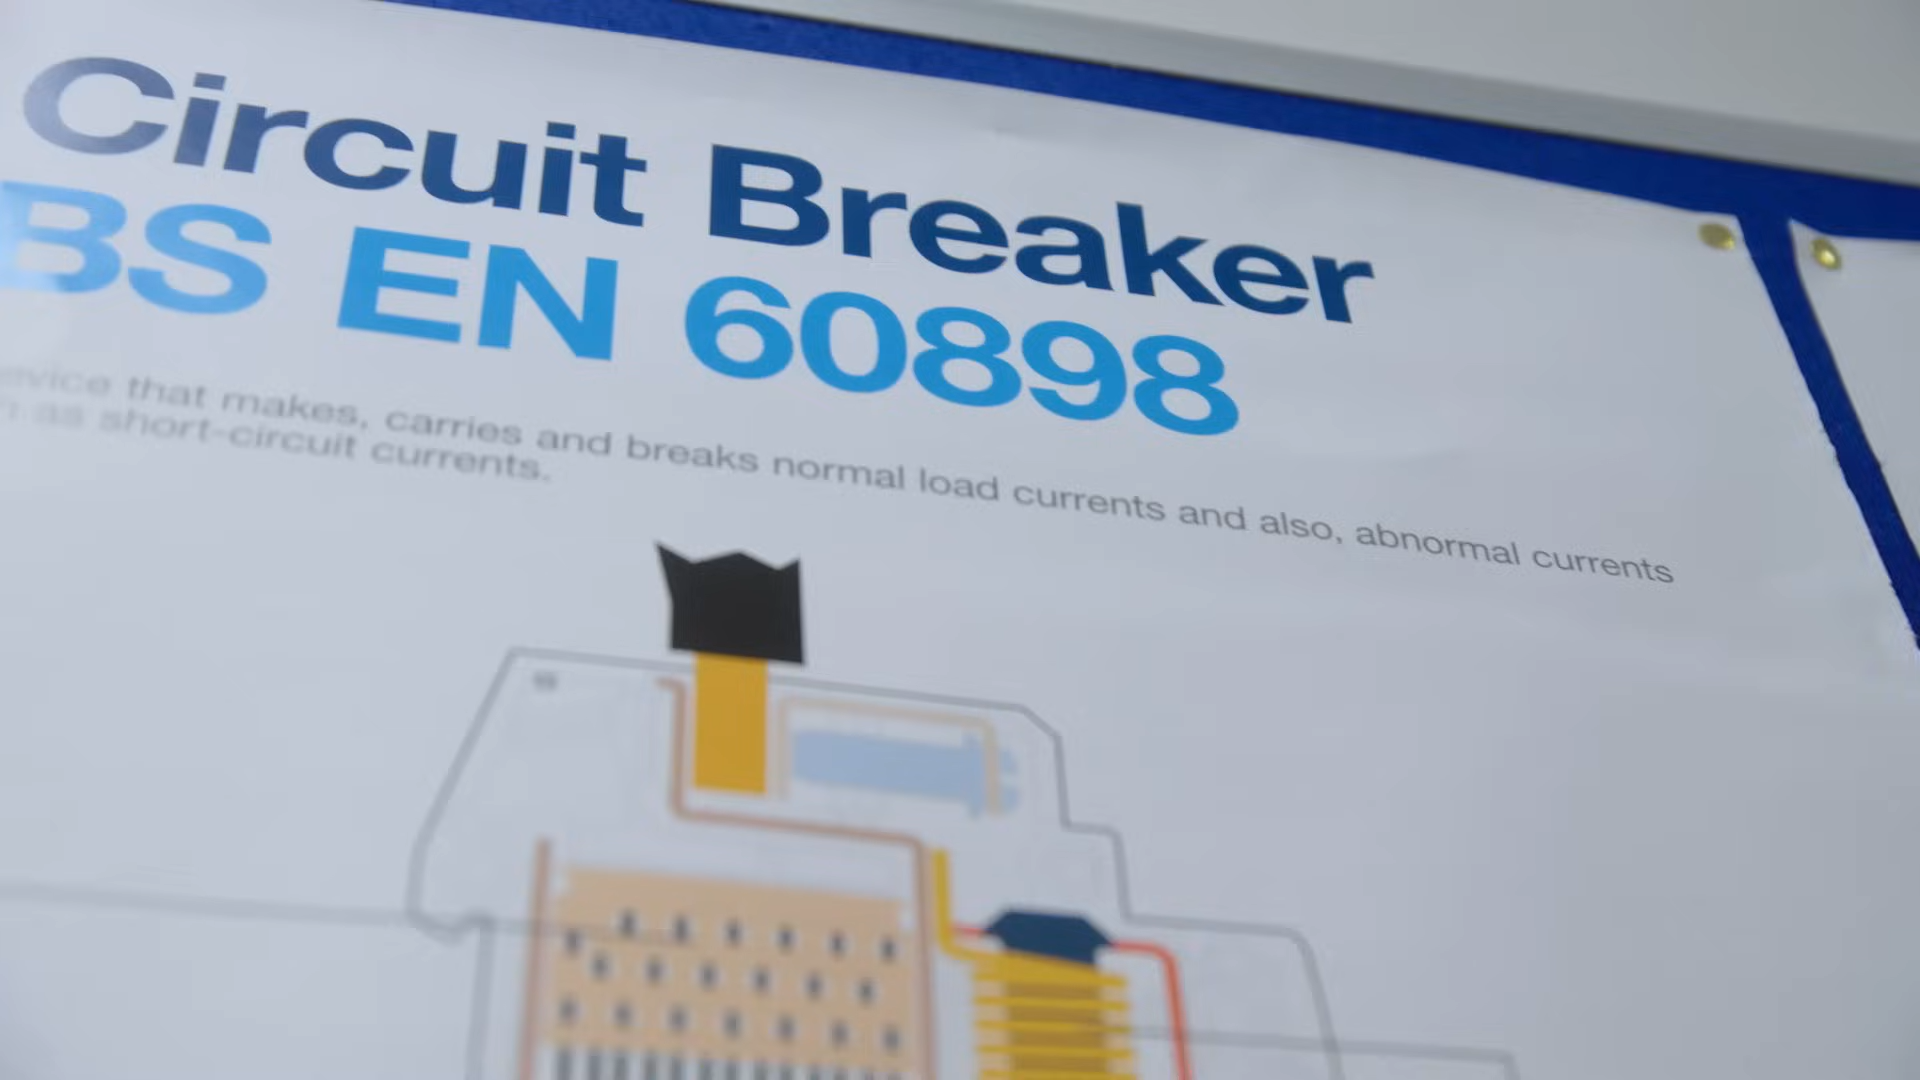 Circuit Breaker
BS EN 60898
that makes, carries and breaks normal load currents and also, abnormal currents
as short-circuit currents.